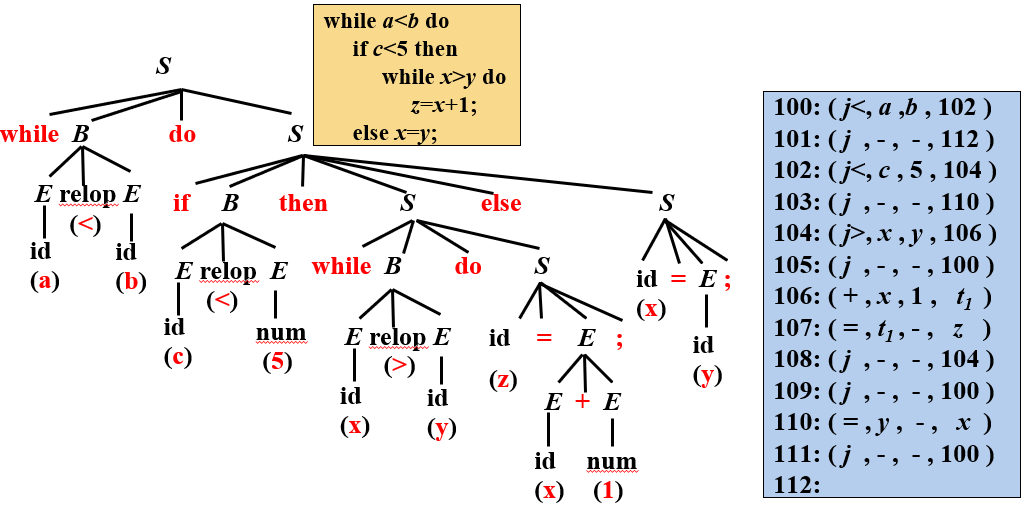 while a<b do
if c<5 then
while x>y do
z=x+1;
else x=y;
S
while B do S
E relop E if B then S else S
(<)
id id
(a) (b)
E relop E while B do S id = E ;
(<) (x)
id num E relop E id = E ; id
(c) (5) (>) (z) (y)
id id E + E
(x) (y)
id num
(x) (1)
100: ( j<, a ,b , 102 )
101: ( j , - , - , 112 )
102: ( j<, c , 5 , 104 )
103: ( j , - , - , 110 )
104: ( j>, x , y , 106 )
105: ( j , - , - , 100 )
106: ( + , x , 1 , t1 )
107: ( = , t1 , - , z )
108: ( j , - , - , 104 )
109: ( j , - , - , 100 )
110: ( = , y , - , x )
111: ( j , - , - , 100 )
112: